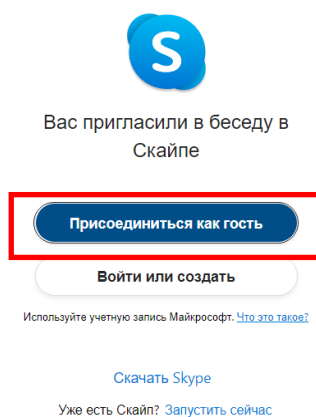 S
Вас пригласили в беседу в
Скайпе
Присоединиться как гость
Войти или создать
Используйте учетную запись Майкрософт. Что это такое?
Скачать Skype
Уже есть Скайп? Запустить сейчас